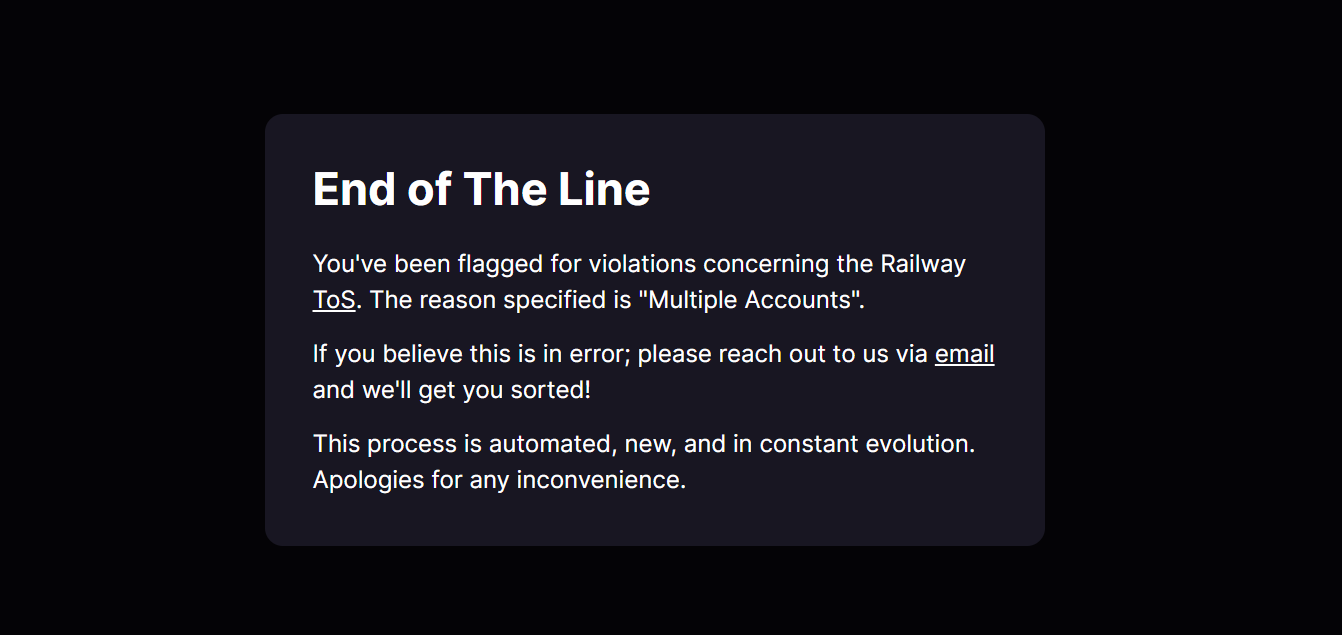 End of The Line
You've been flagged for violations concerning the Railway
ToS. The reason specified is "Multiple Accounts".
If you believe this is in error; please reach out to us via email
and we'll get you sorted!
This process is automated, new, and in constant evolution.
Apologies for any inconvenience.